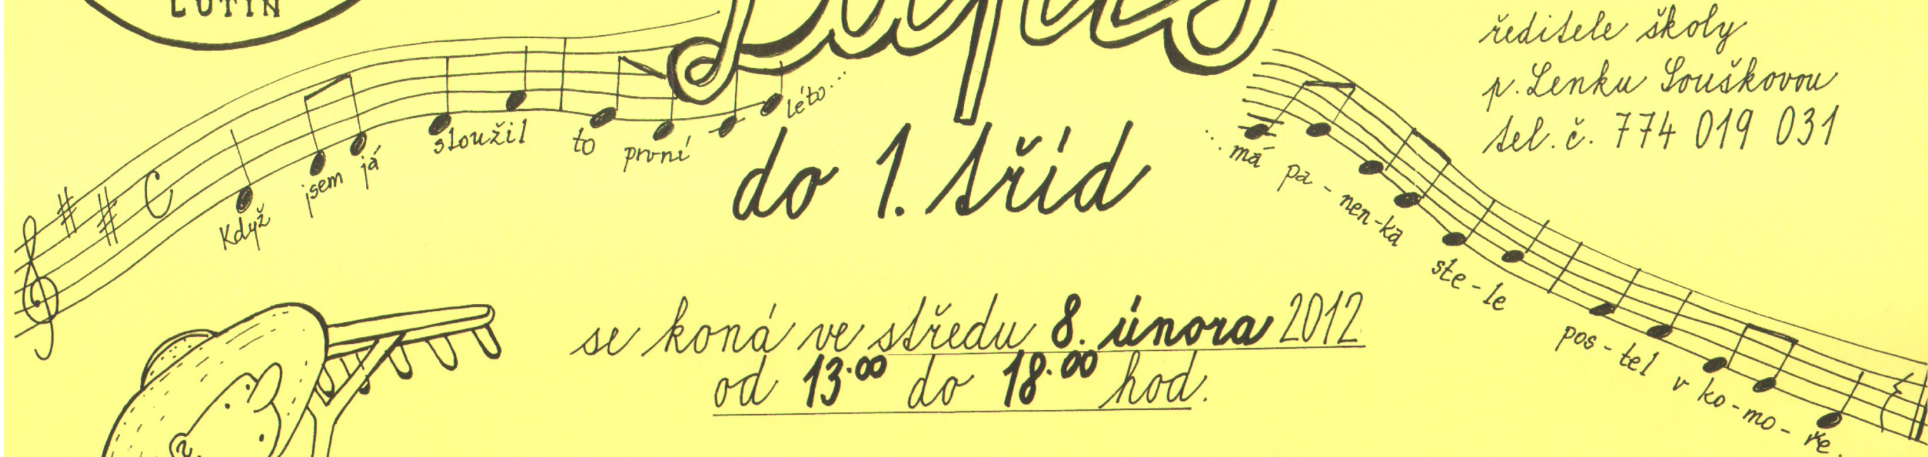 LUTÍN
ředitele školy
p. Lenku Souškovou
tel. č. 774 019 031
Když jsem já sloužil to první léto...
do 1. tříd
...má pa-nen-ka ste-le pos-tel v ko-mo-ře.
se koná ve středu 8. února 2012
od 13.00 do 18.00 hod.